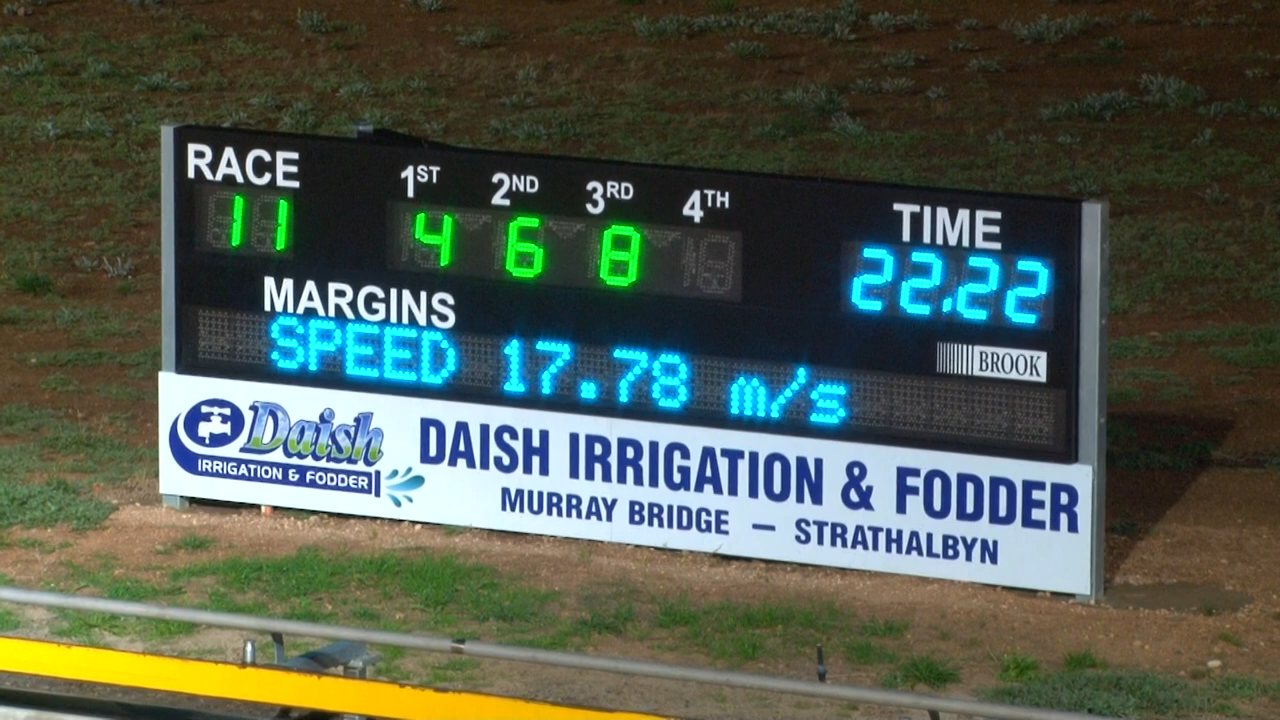 RACE 1ST 2ND 3RD 4TH TIME
11 4 6 8 22.22
MARGINS
SPEED 17.78 m/s
BROOK
Daish
IRRIGATION & FODDER
DAISH IRRIGATION & FODDER
MURRAY BRIDGE – STRATHALBYN